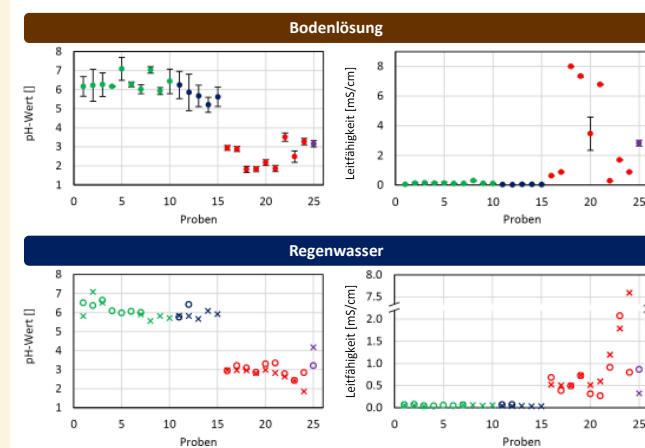 Bodenlösung
pH-Wert []
8
7
6
5
4
3
2
1
0 5 10 15 20 25
Proben
Leitfähigkeit [mS/cm]
8
6
4
2
0
0 5 10 15 20 25
Proben
Regenwasser
pH-Wert []
8
7
6
5
4
3
2
1
0 5 10 15 20 25
Proben
Leitfähigkeit [mS/cm]
8.0
7.5
2.0
1.5
1.0
0.5
0.0
0 5 10 15 20 25
Proben